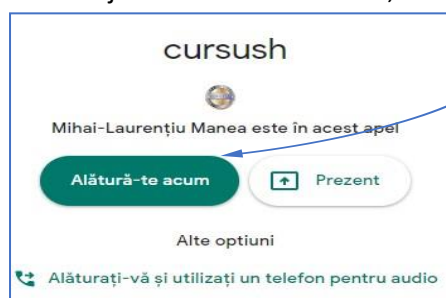 cursush
Mihai-Laurențiu Manea este în acest apel
Alătură-te acum
Prezent
Alte optiuni
Alăturați-vă și utilizați un telefon pentru audio